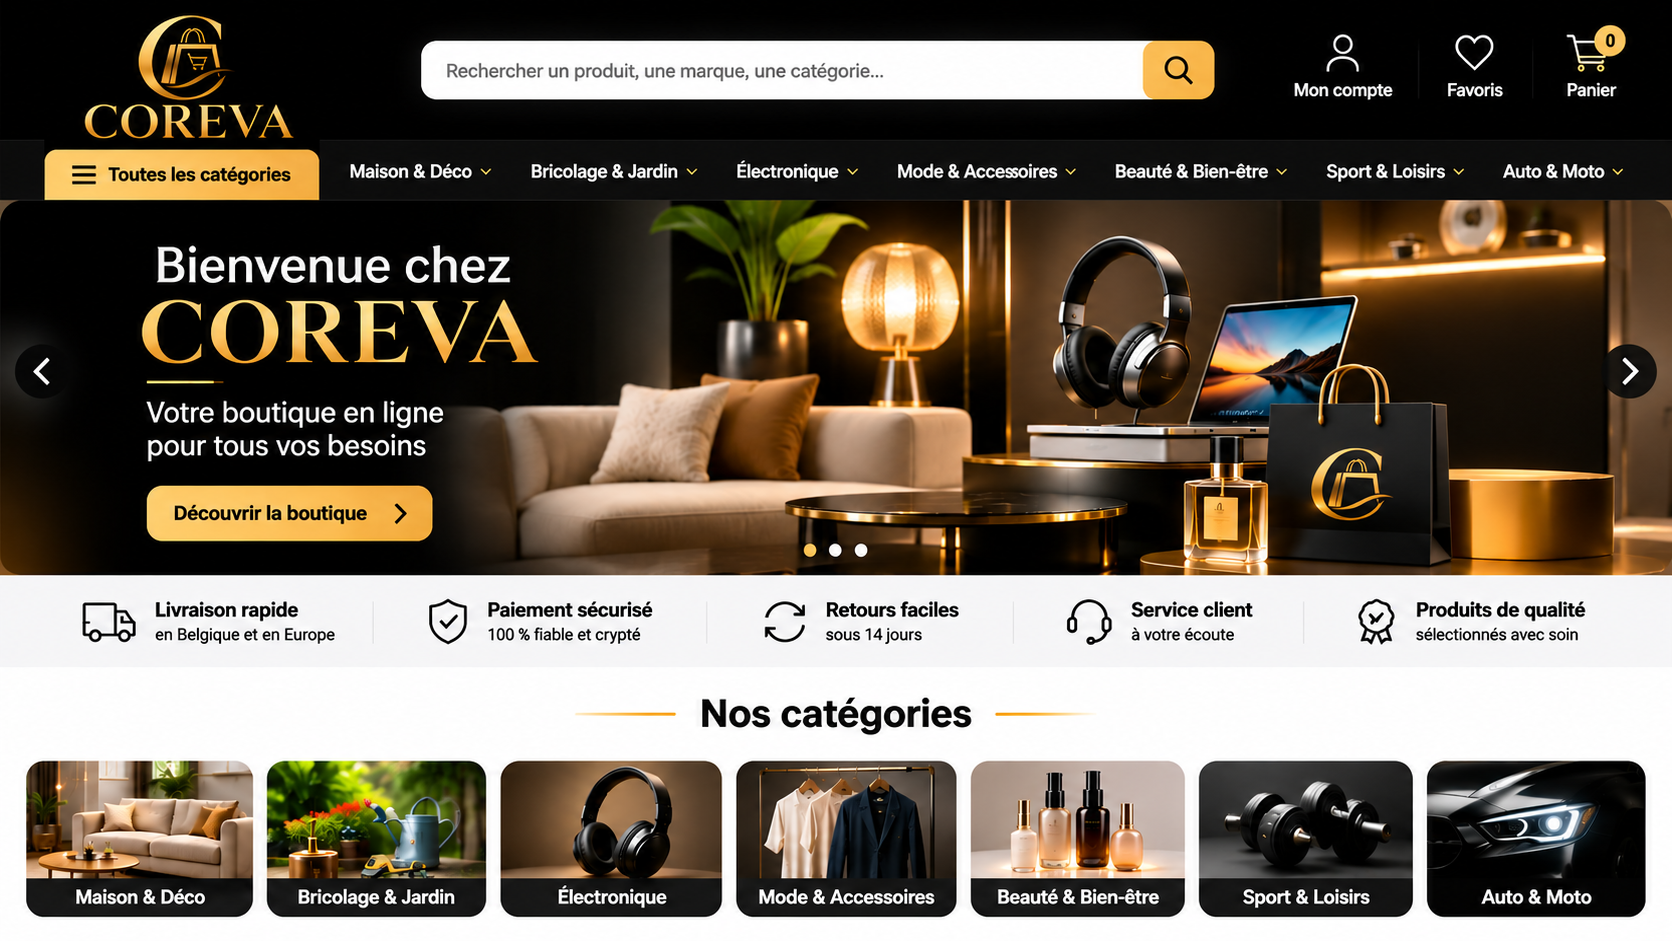 COREVA
Rechercher un produit, une marque, une catégorie...
Mon compte
Favoris
0
Panier
Toutes les catégories
Maison & Déco
Bricolage & Jardin
Électronique
Mode & Accessoires
Beauté & Bien-être
Sport & Loisirs
Auto & Moto
Bienvenue chez
COREVA
Votre boutique en ligne
pour tous vos besoins
Découvrir la boutique
Livraison rapide
en Belgique et en Europe
Paiement sécurisé
100 % fiable et crypté
Retours faciles
sous 14 jours
Service client
à votre écoute
Produits de qualité
sélectionnés avec soin
Nos catégories
Maison & Déco
Bricolage & Jardin
Électronique
Mode & Accessoires
Beauté & Bien-être
Sport & Loisirs
Auto & Moto